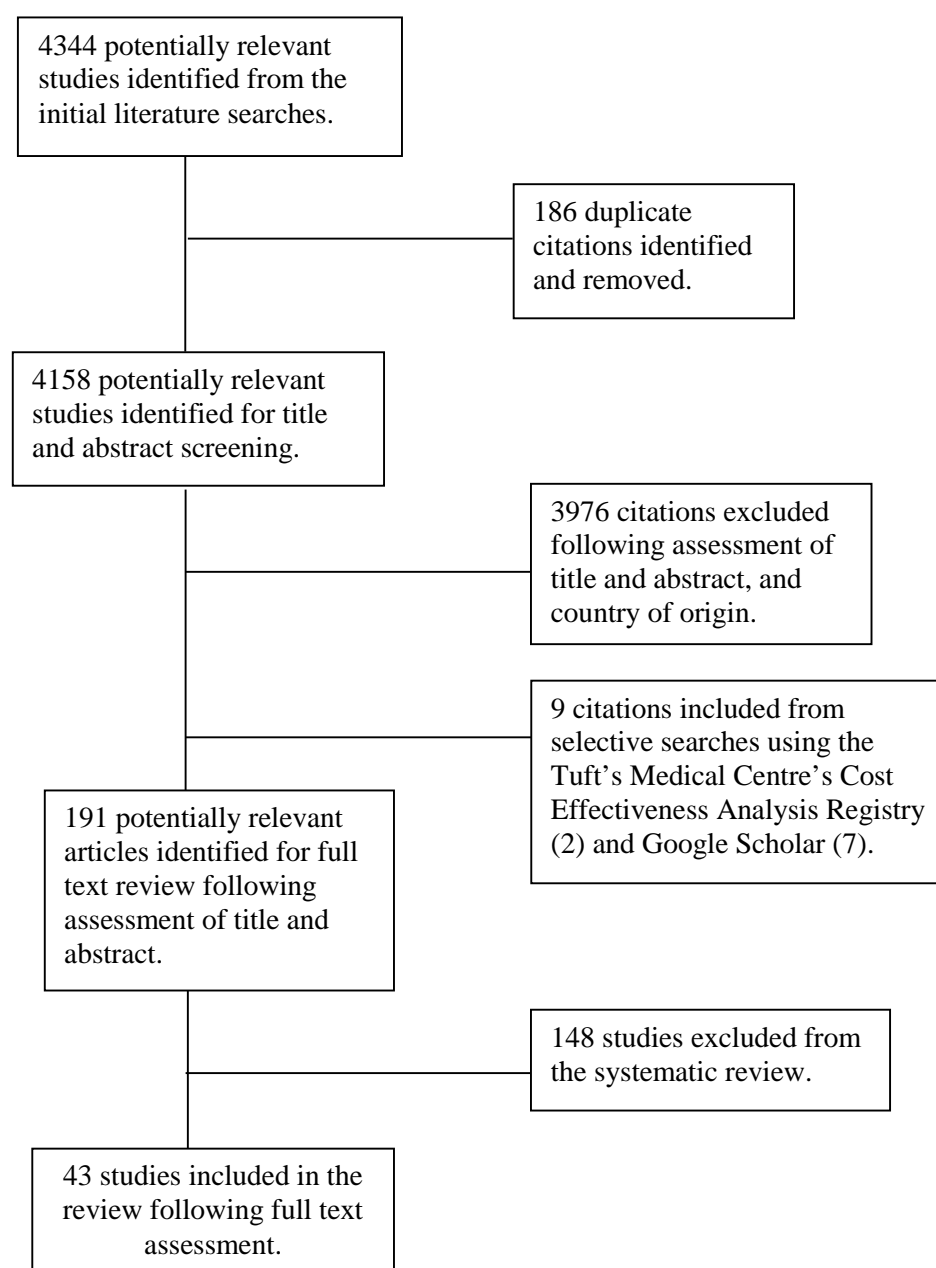 4344 potentially relevant
studies identified from the
initial literature searches.
186 duplicate
citations identified
and removed.
4158 potentially relevant
studies identified for title
and abstract screening.
3976 citations excluded
following assessment of
title and abstract, and
country of origin.
9 citations included from
selective searches using the
Tuft’s Medical Centre’s Cost
Effectiveness Analysis Registry
(2) and Google Scholar (7).
191 potentially relevant
articles identified for full
text review following
assessment of title and
abstract.
148 studies excluded from
the systematic review.
43 studies included in the
review following full text
assessment.